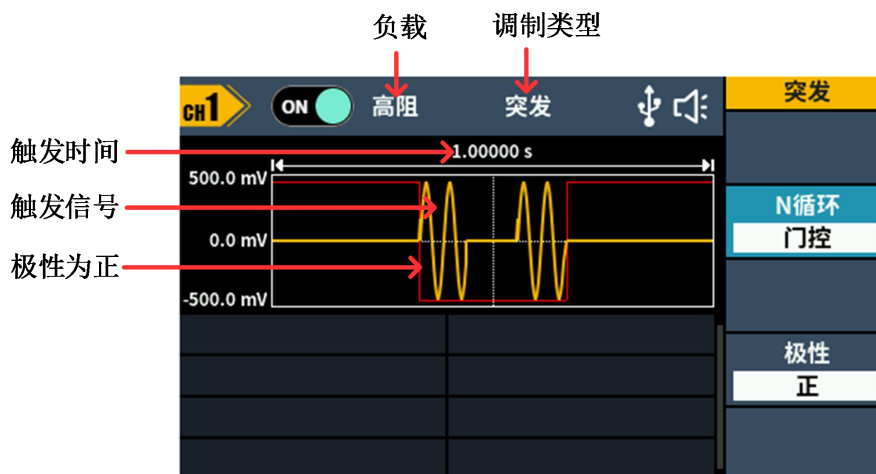 负载
调制类型
CH1
ON
高阻
突发
突发
触发时间
1.00000 s
500.0 mV
触发信号
N循环
门控
0.0 mV
极性为正
-500.0 mV
极性
正